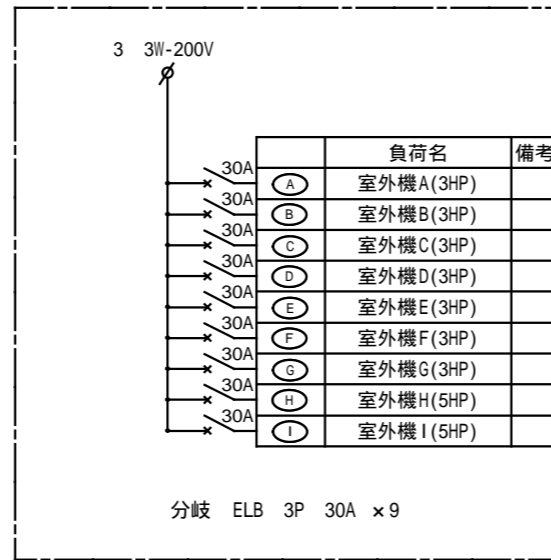 3 3W-200V
負荷名 備考
30A A 室外機A(3HP)
30A B 室外機B(3HP)
30A C 室外機C(3HP)
30A D 室外機D(3HP)
30A E 室外機E(3HP)
30A F 室外機F(3HP)
30A G 室外機G(3HP)
30A H 室外機H(5HP)
30A I 室外機I(5HP)
分岐 ELB 3P 30A ×9